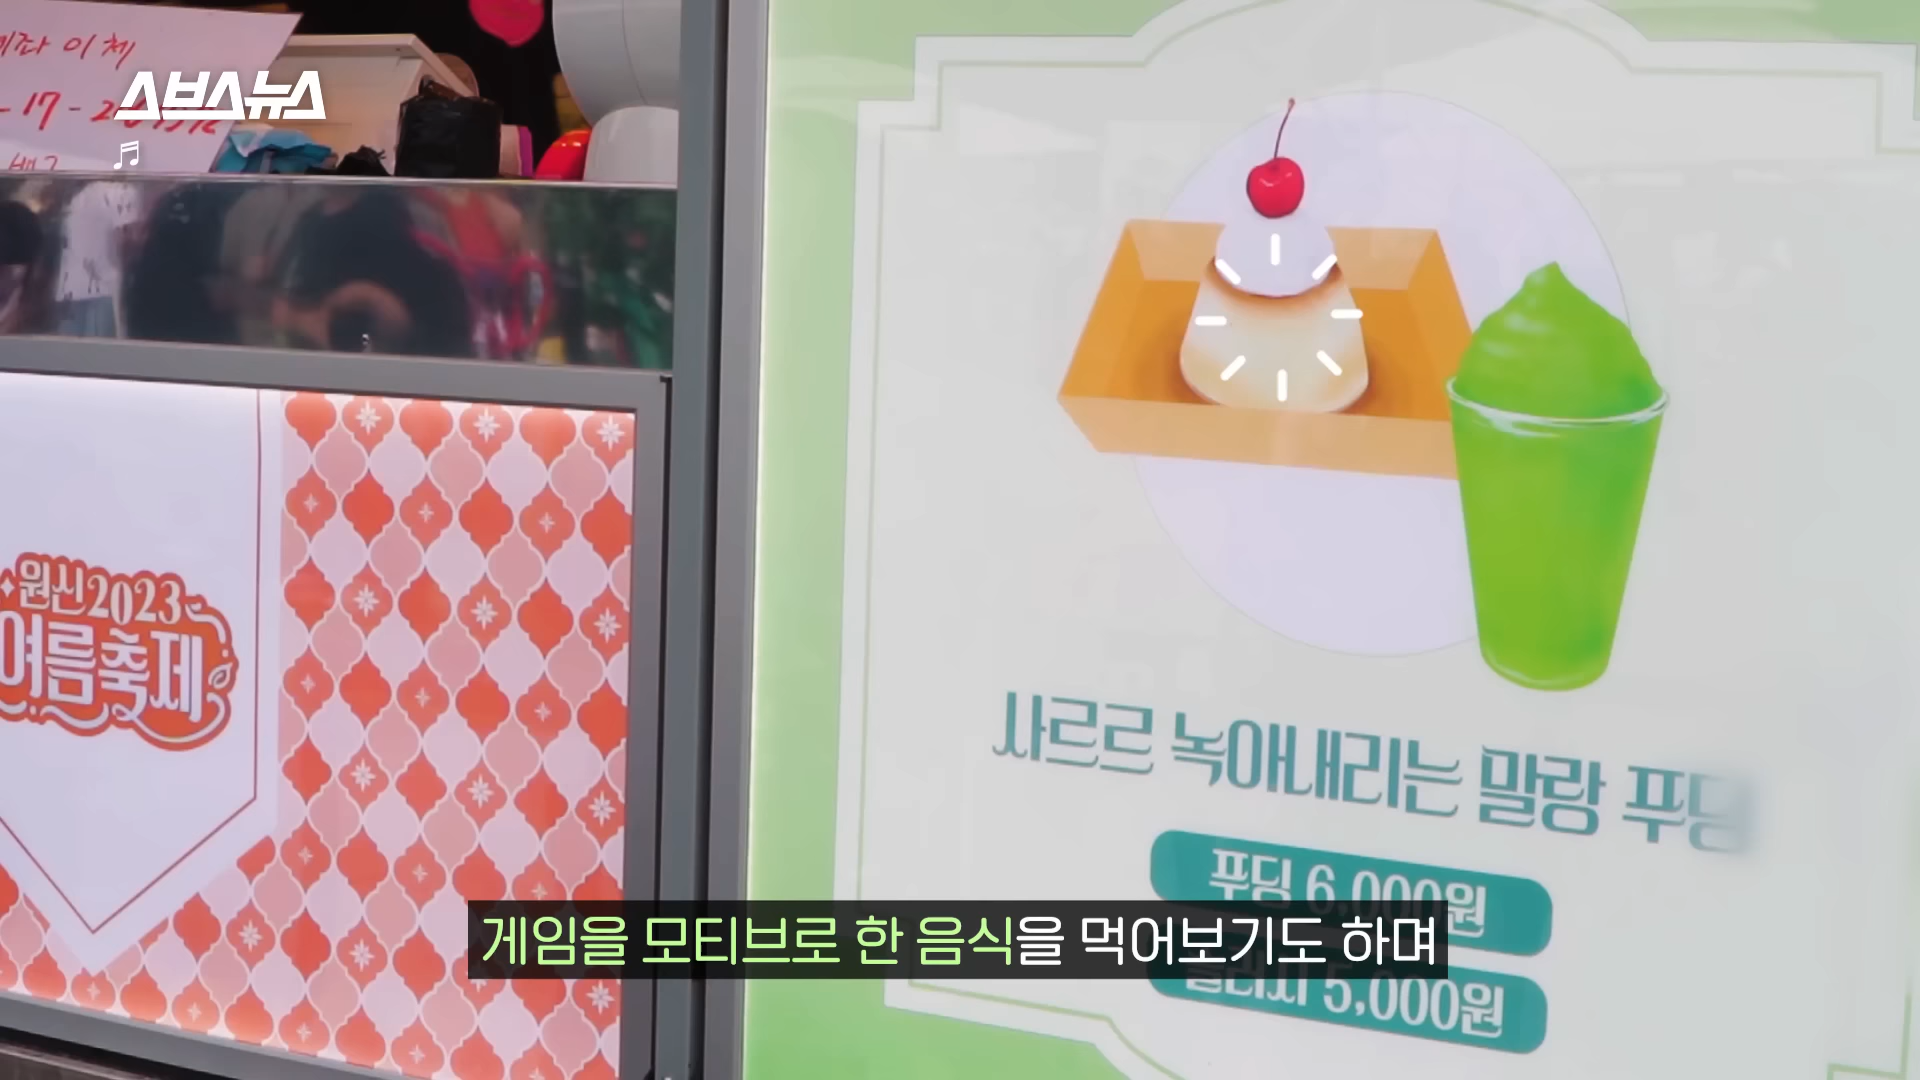 스브스뉴스
원신2023
여름축제
사르르 녹아내리는 말랑 푸딩
푸딩 6,000원
5,000원
게임을 모티브로 한 음식을 먹어보기도 하며